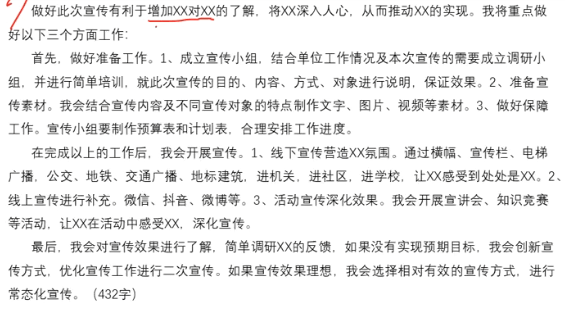 做好此次宣传有利于增加XX对XX的了解，将XX深入人心，从而推动XX的实现。我将重点做
好以下三个方面工作：
首先，做好准备工作。1、成立宣传小组，结合单位工作情况及本次宣传的需要成立调研小
组，并进行简单培训，就此次宣传的目的、内容、方式、对象进行说明，保证效果。2、准备宣
传素材。我会结合宣传内容及不同宣传对象的特点制作文字、图片、视频等素材。3、做好保障
工作。宣传小组要制作预算表和计划表，合理安排工作进度。
在完成以上的工作后，我会开展宣传。1、线下宣传营造XX氛围。通过横幅、宣传栏、电梯
广播，公交、地铁、交通广播、地标建筑，进机关，进社区，进学校，让XX感受到处处是XX。2、
线上宣传进行补充。微信、抖音、微博等。3、活动宣传深化效果。我会开展宣讲会、知识竞赛
等活动，让XX在活动中感受XX，深化宣传。
最后，我会对宣传效果进行了解，简单调研XX的反馈，如果没有实现预期目标，我会创新宣
传方式，优化宣传工作进行二次宣传。如果宣传效果理想，我会选择相对有效的宣传方式，进行
常态化宣传。（432字）